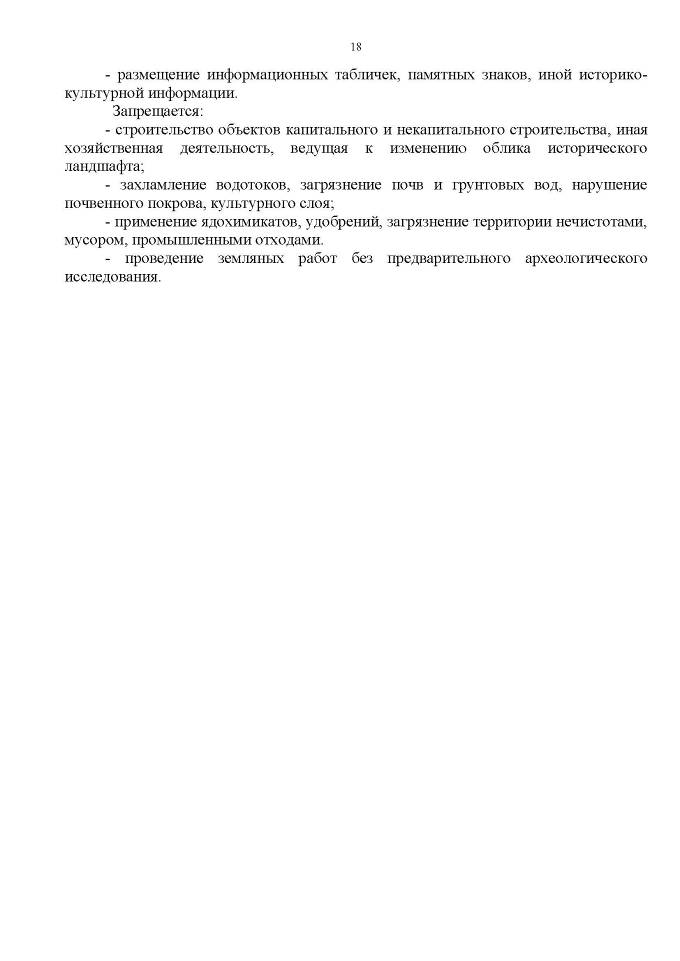 18
- размещение информационных табличек, памятных знаков, иной историко-
культурной информации.
Запрещается:
- строительство объектов капитального и некапитального строительства, иная
хозяйственная деятельность, ведущая к изменению облика исторического
ландшафта;
- захламление водотоков, загрязнение почв и грунтовых вод, нарушение
почвенного покрова, культурного слоя;
- применение ядохимикатов, удобрений, загрязнение территории нечистотами,
мусором, промышленными отходами.
- проведение земляных работ без предварительного археологического
исследования.